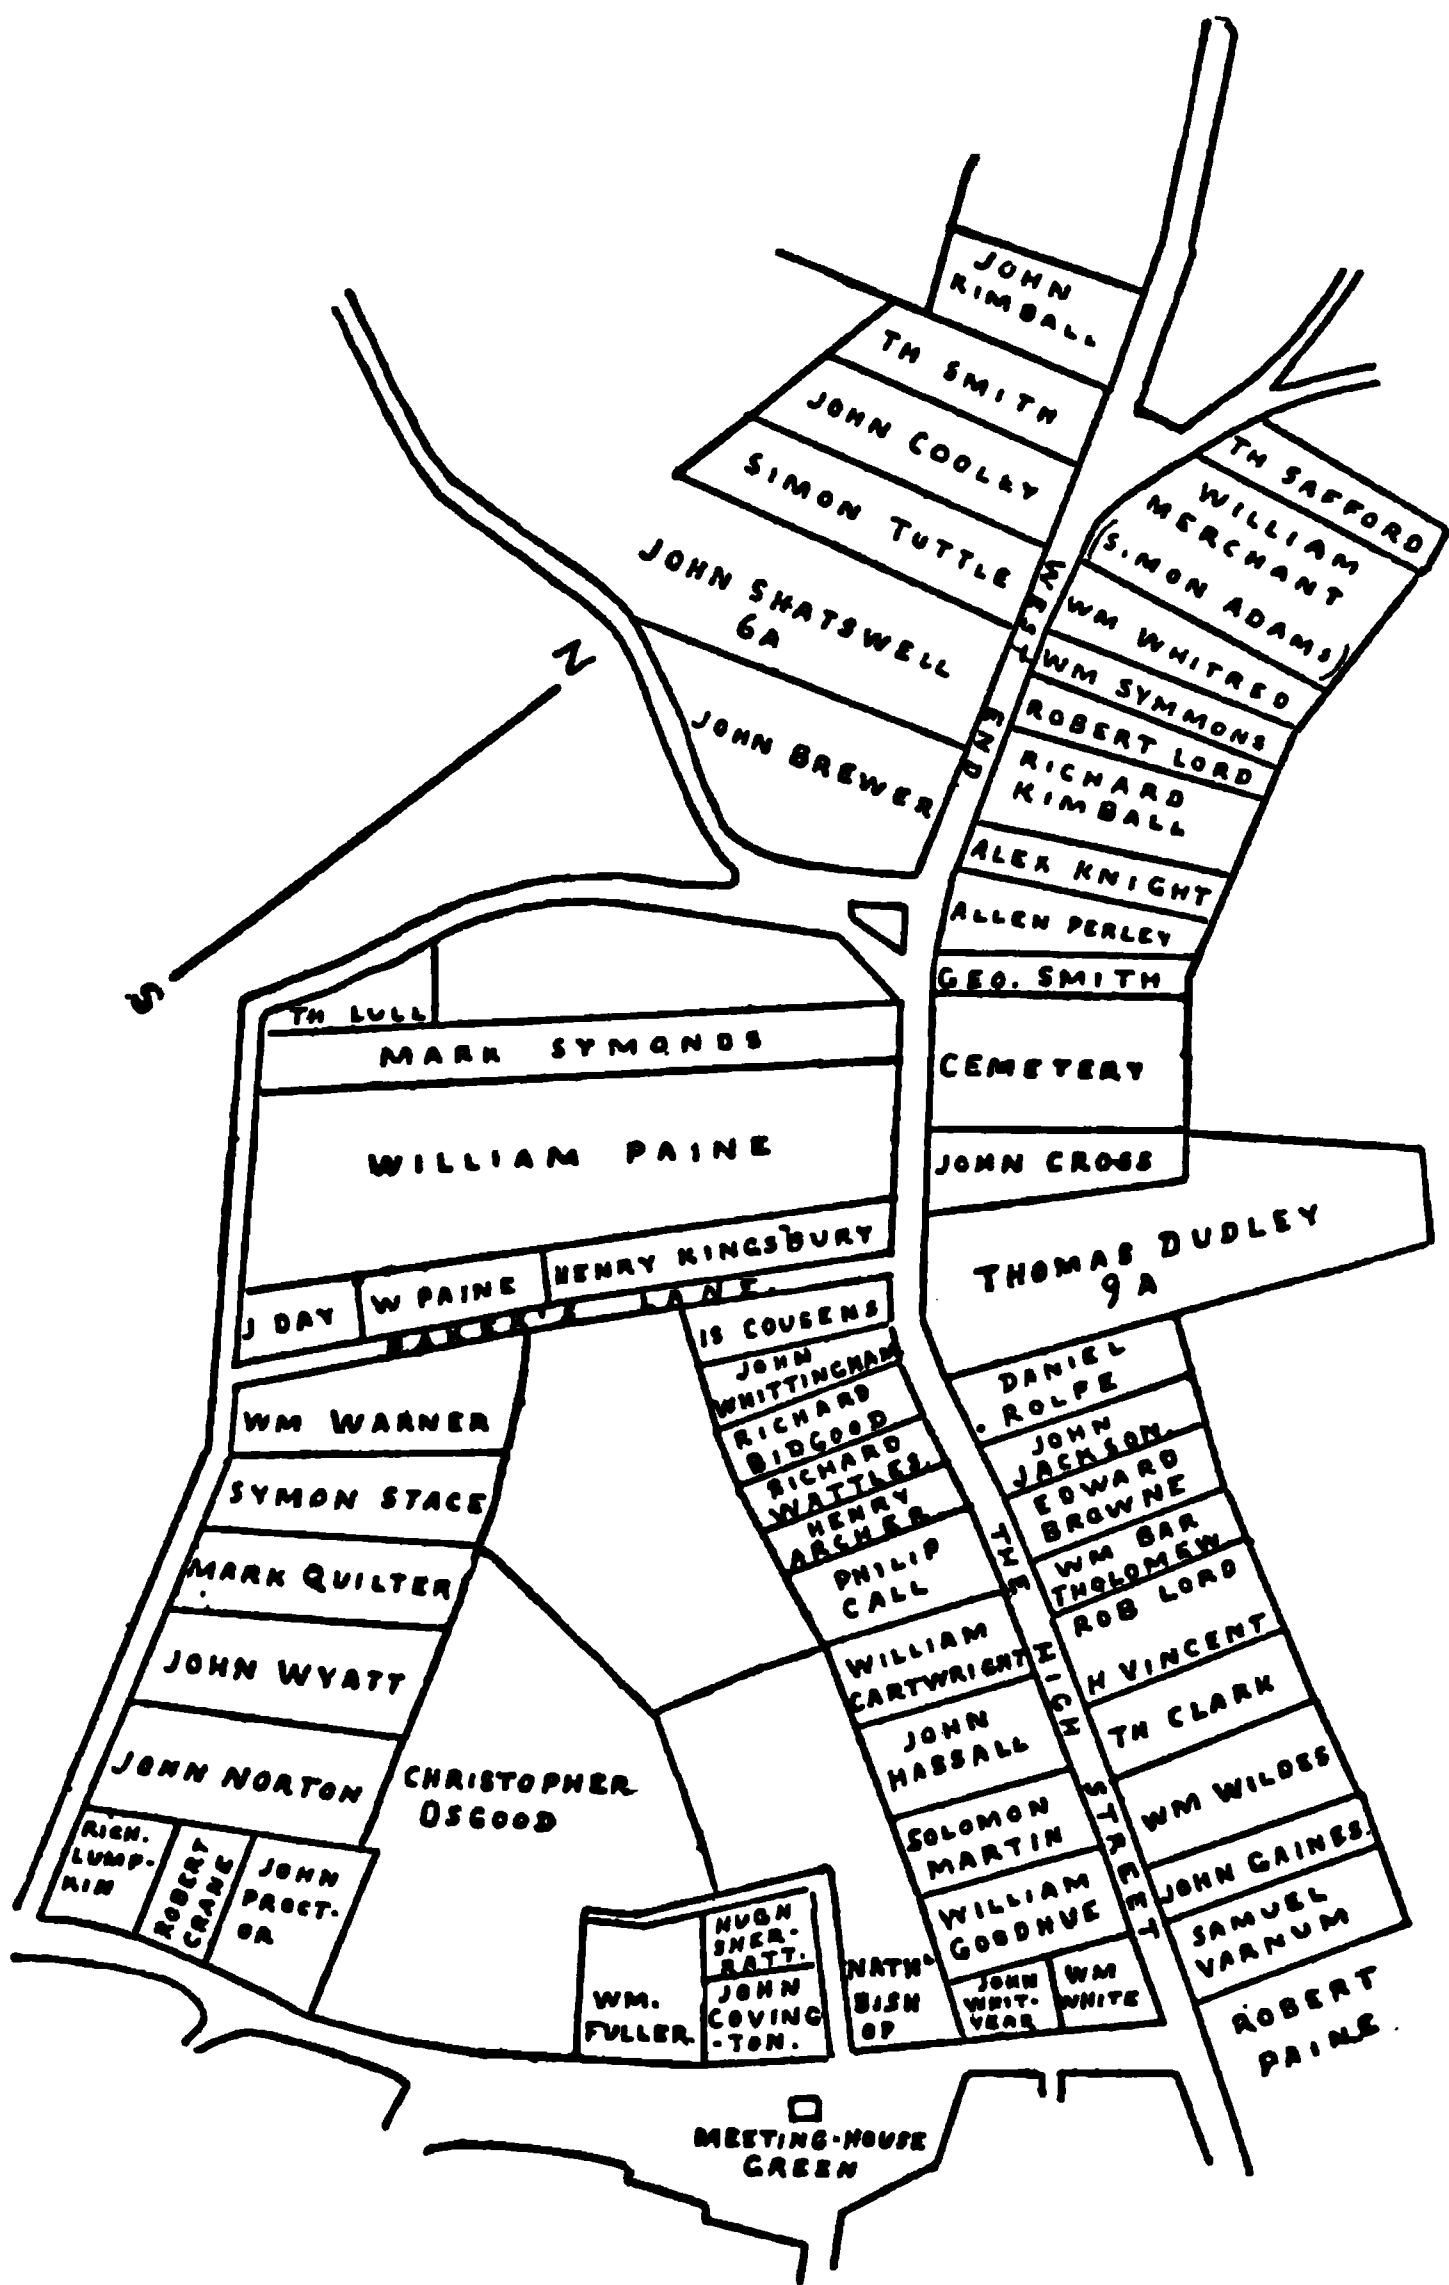 JOHN
KIMBALL
TH SMITH
JOHN COOLLY
SIMON TUTTLE
JOHN SHATSWELL
6A
JOHN BREWER
WEST END
TH SAFFORD
WILLIAM
MERCHANT
(SIMON ADAMS)
WM WHITRED
WM SYMMONS
ROBERT LORD
RICHARD
KIMBALL
ALEX KNIGHT
ALLEN PERLEY
GEO. SMITH
CEMETERY
JOHN CROSS
THOMAS DUDLEY
9A
N
S
TH LULL
MARK SYMONDS
WILLIAM PAINE
HENRY KINGSBURY
W PAINE
J DAY
LANE.
IS COUSENS
JOHN
WHITTINGHAM
RICHARD
BIDGOOD
RICHARD
WATTLES.
HENRY
ARCHER
PHILIP
CALL
WILLIAM
CARTWRIGHT
JOHN
HASSALL
SOLOMON
MARTIN
WILLIAM
GOODHUE
JOHN
WHIT-
YEAR
WM
WHITE
THE HIGH STREET
DANIEL
ROLFE
JOHN
JACKSON.
EDWARD
BROWNE
WM BAR
THOLOMEW
ROB LORD
H VINCENT
TH CLARK
WM WILDES
JOHN GAINES.
SAMUEL
VARNUM
ROBERT
PAINE
WM WARNER
SYMON STACE
MARK QUILTER
JOHN WYATT
JOHN NORTON
RICH.
LUMP-
KIN
ROBERT
CRANE
JOHN
PROCT-
OR
CHRISTOPHER
OSGOOD
WM.
FULLER
HUGH
SHER-
RATT.
JOHN
COVING
-TON.
NATHL
BISH
OP
MEETING-HOUSE
GREEN